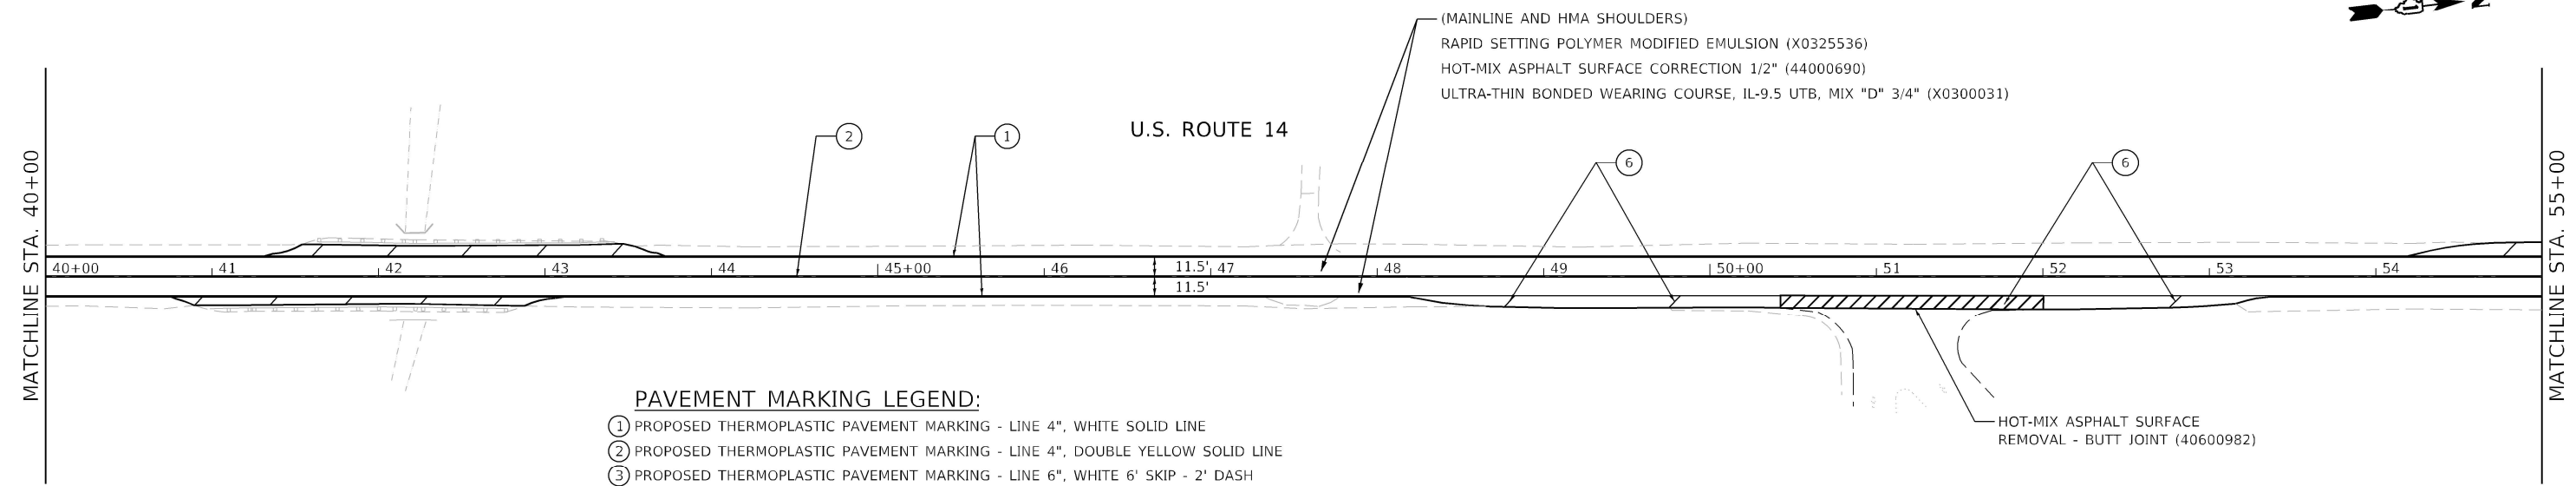 (MAINLINE AND HMA SHOULDERS)
RAPID SETTING POLYMER MODIFIED EMULSION (X0325536)
HOT-MIX ASPHALT SURFACE CORRECTION 1/2" (44000690)
ULTRA-THIN BONDED WEARING COURSE, IL-9.5 UTB, MIX "D" 3/4" (X0300031)
U.S. ROUTE 14
2
1
6
6
MATCHLINE STA. 40+00
MATCHLINE STA. 55+00
40+00 41 42 43 44 45+00 46 47 48 49 50+00 51 52 53 54
11.5'
11.5'
HOT-MIX ASPHALT SURFACE
REMOVAL - BUTT JOINT (40600982)
PAVEMENT MARKING LEGEND:
1 PROPOSED THERMOPLASTIC PAVEMENT MARKING - LINE 4", WHITE SOLID LINE
2 PROPOSED THERMOPLASTIC PAVEMENT MARKING - LINE 4", DOUBLE YELLOW SOLID LINE
3 PROPOSED THERMOPLASTIC PAVEMENT MARKING - LINE 6", WHITE 6' SKIP - 2' DASH